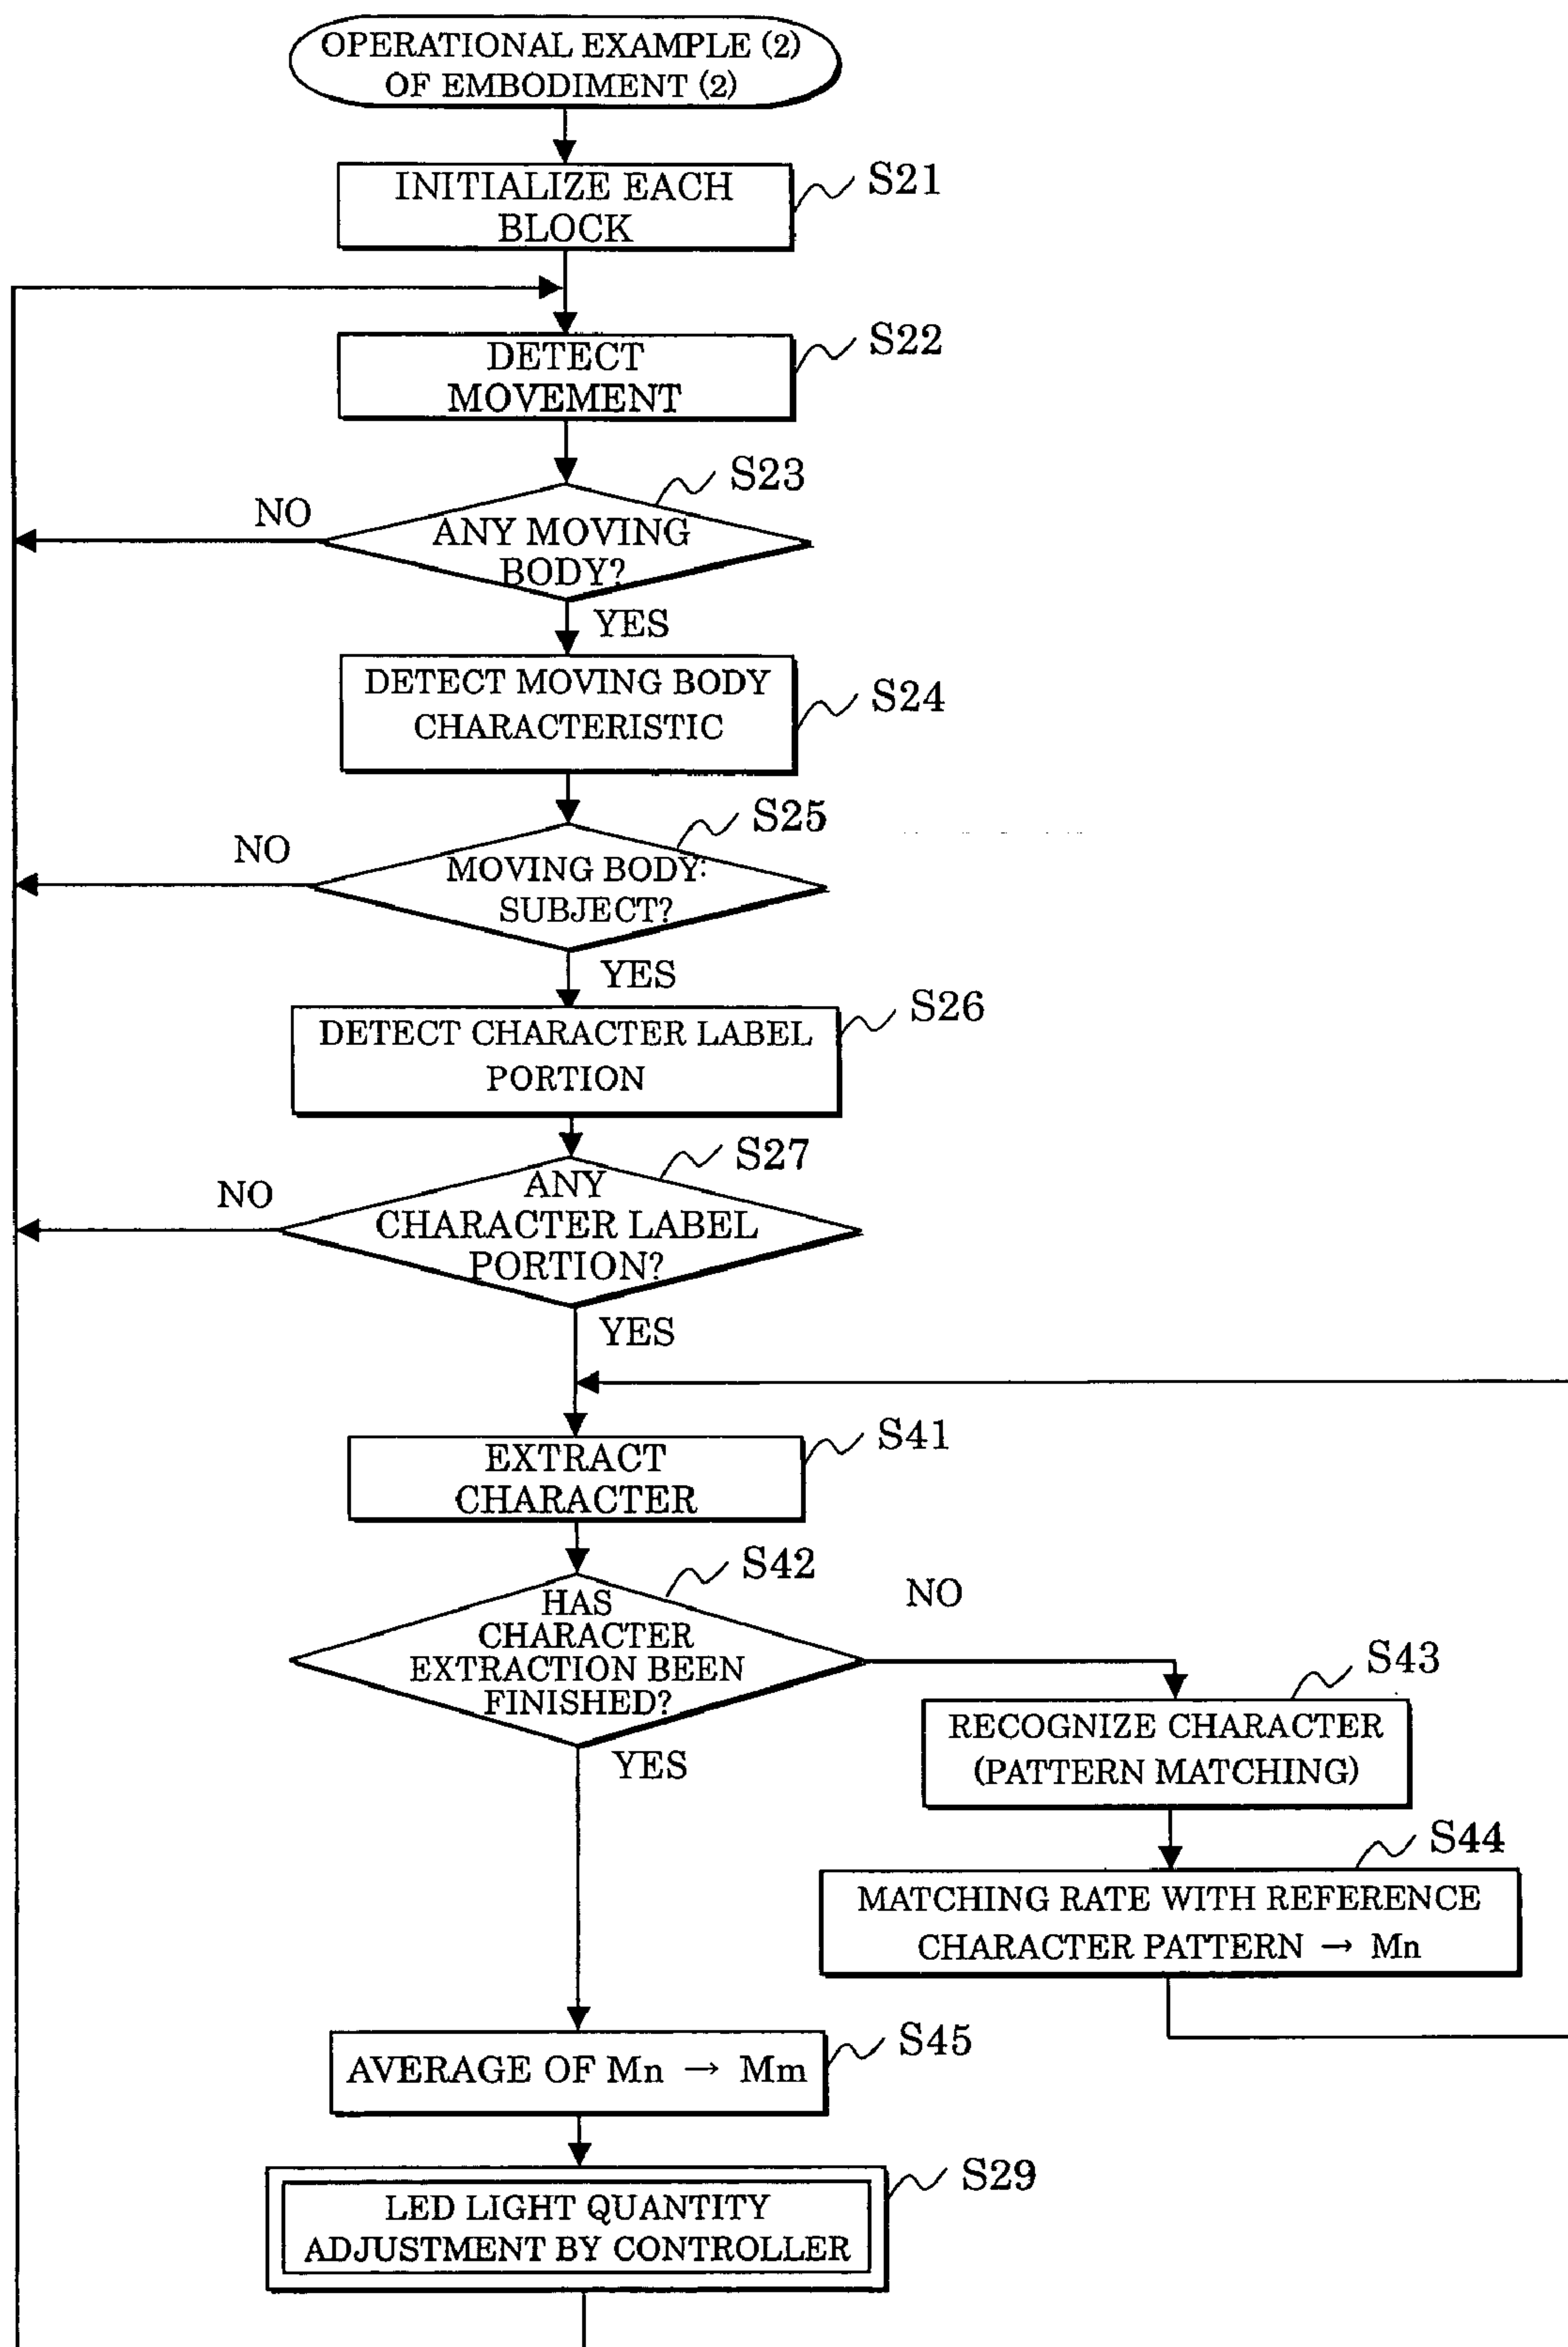 OPERATIONAL EXAMPLE (2)
OF EMBODIMENT (2)
INITIALIZE EACH
BLOCK
S21
DETECT
MOVEMENT
S22
S23
NO
ANY MOVING
BODY?
YES
DETECT MOVING BODY
CHARACTERISTIC
S24
S25
NO
MOVING BODY:
SUBJECT?
YES
S26
DETECT CHARACTER LABEL
PORTION
S27
NO
ANY
CHARACTER LABEL
PORTION?
YES
S41
EXTRACT
CHARACTER
S42
NO
HAS
CHARACTER
EXTRACTION BEEN
FINISHED?
YES
S43
RECOGNIZE CHARACTER
(PATTERN MATCHING)
S44
MATCHING RATE WITH REFERENCE
CHARACTER PATTERN → Mn
S45
AVERAGE OF Mn → Mm
S29
LED LIGHT QUANTITY
ADJUSTMENT BY CONTROLLER